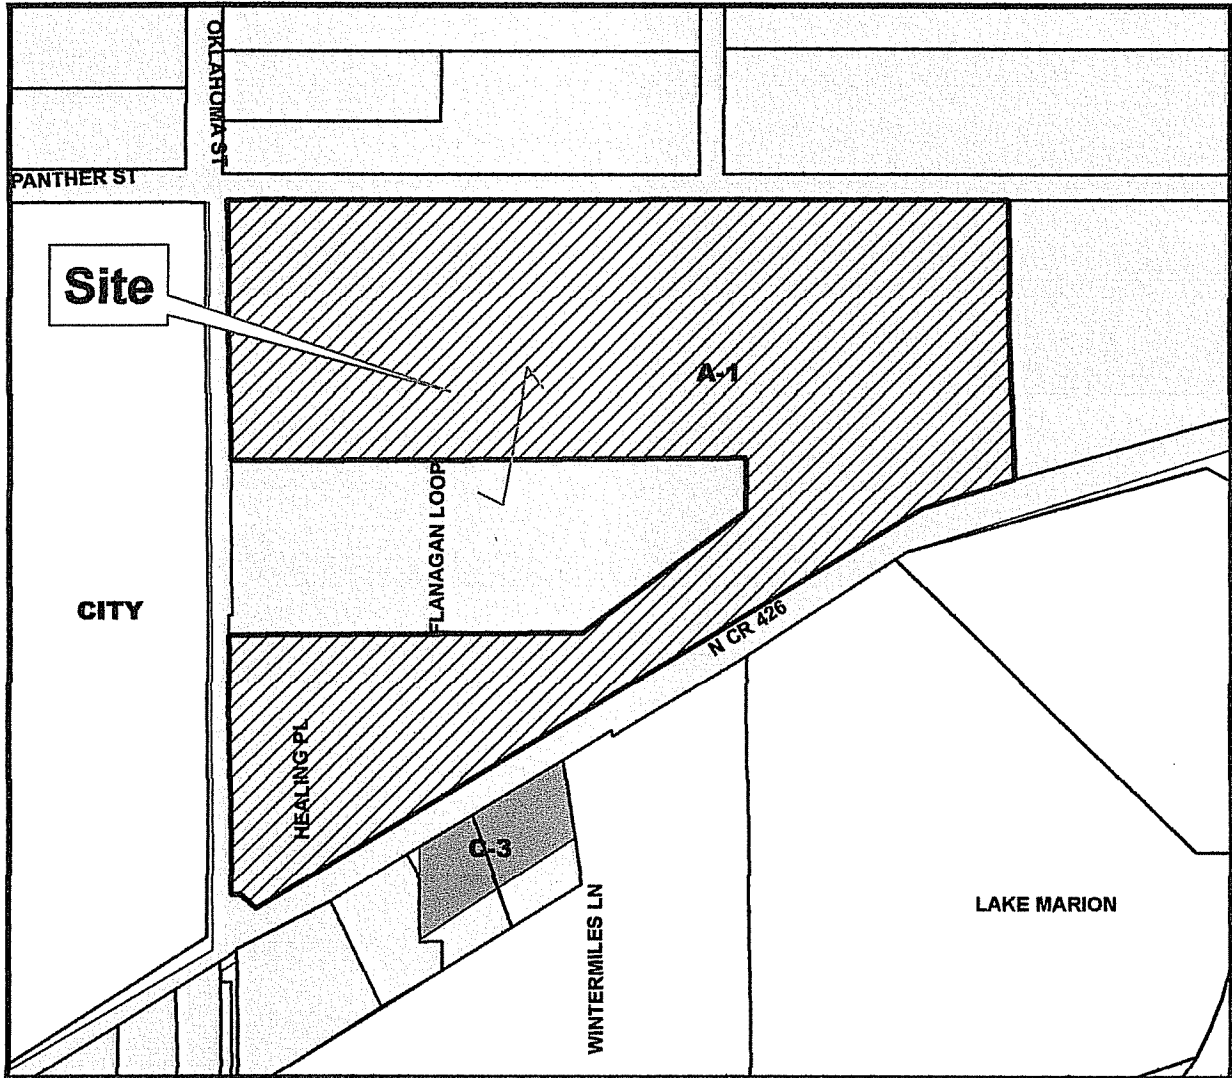 OKLAHOMA ST
PANTHER ST
Site
A-1
FLANAGAN LOOP
CITY
N CR 426
HEALING PL
C-3
WINTERMILES LN
LAKE MARION